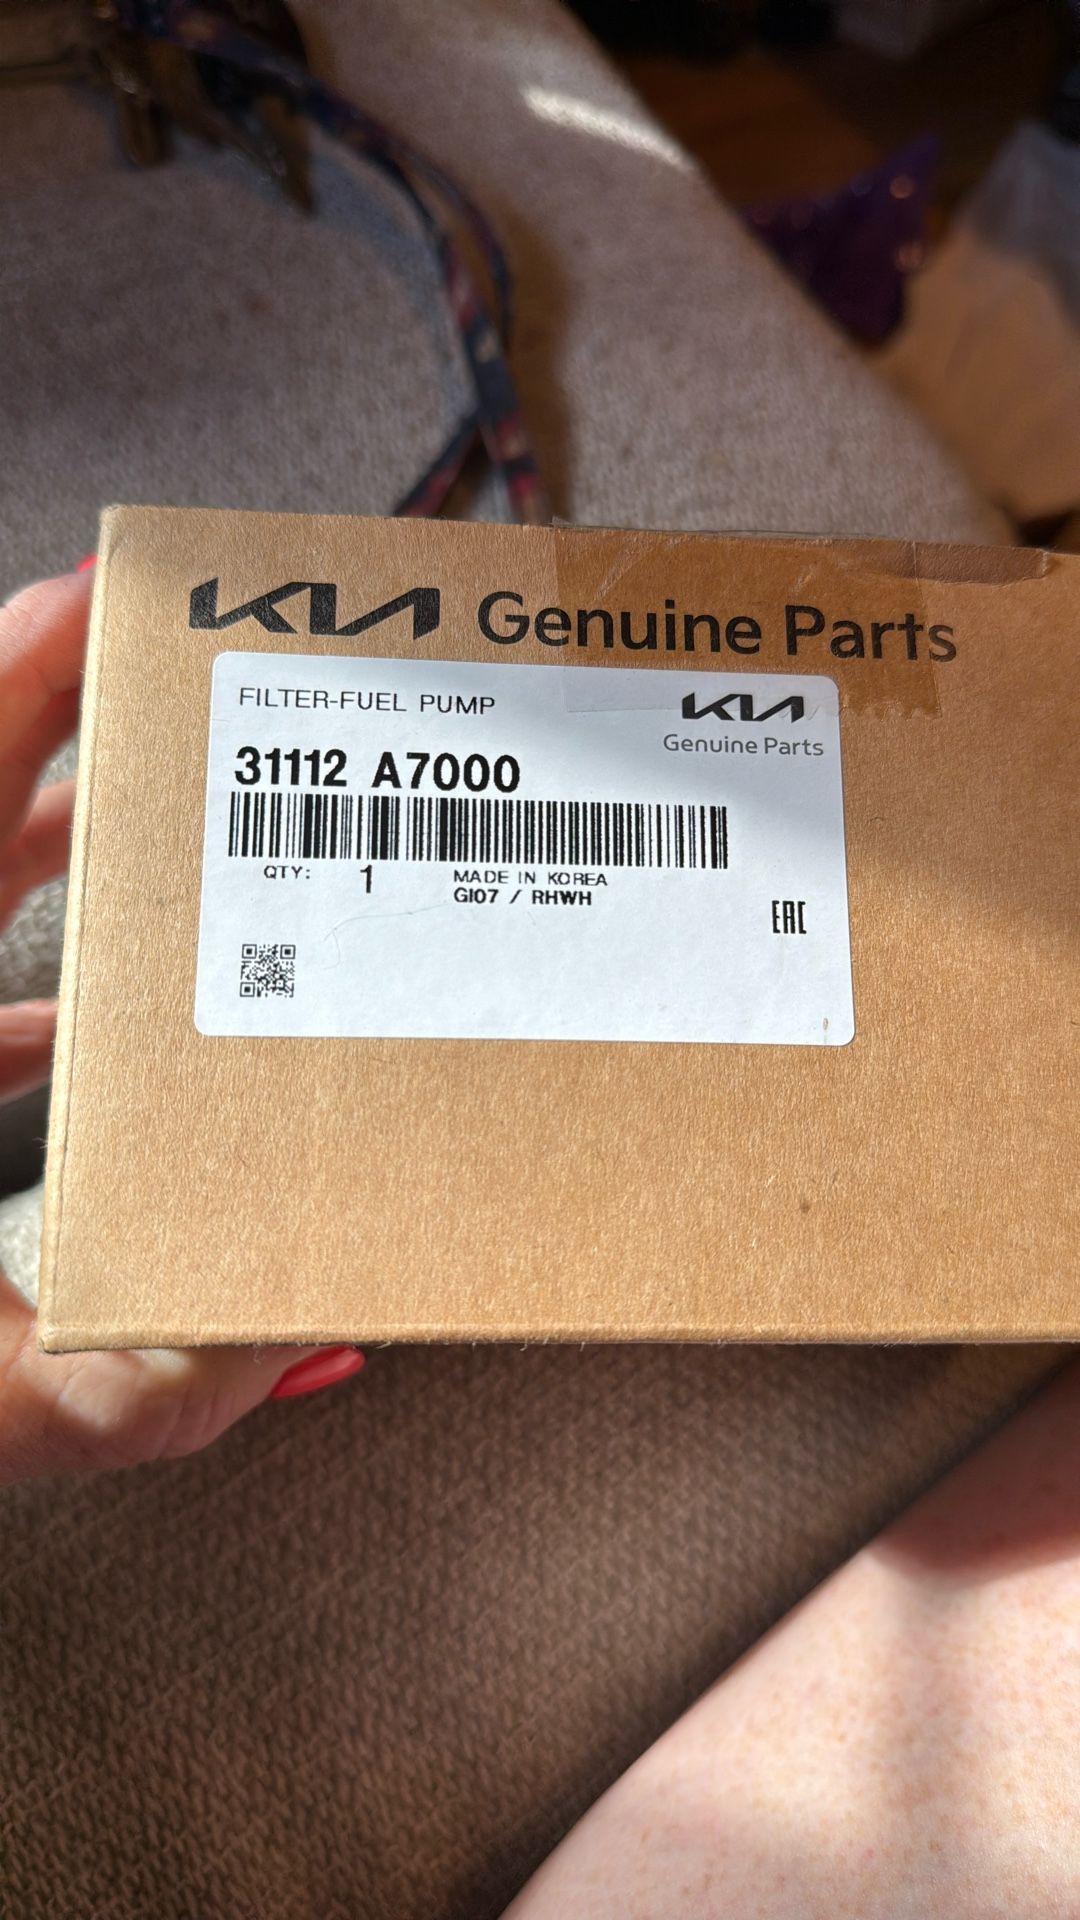 KIA Genuine Parts
FILTER-FUEL PUMP
KIA
Genuine Parts
31112 A7000
QTY: 1 MADE IN KOREA
GI07 / RHWH
EAC